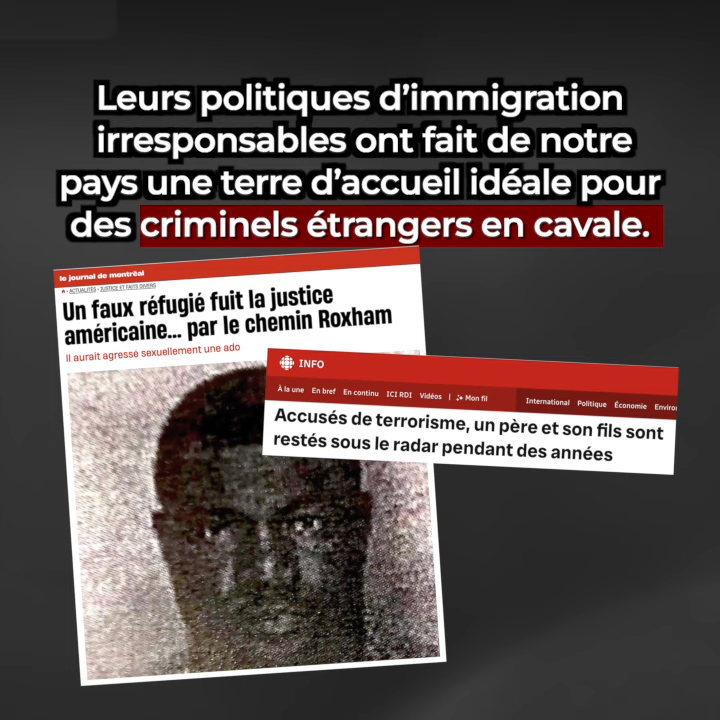 Leurs politiques d'immigration
irresponsables ont fait de notre
pays une terre d'accueil idéale pour
des criminels étrangers en cavale.
le journal de montréal
ACTUALITÉS > JUSTICE ET FAITS DIVERS
Un faux réfugié fuit la justice
américaine... par le chemin Roxham
Il aurait agressé sexuellement une ado
INFO
À la une En bref En continu ICI RDI Vidéos | Mon fil International Politique Économie Enviro
Accusés de terrorisme, un père et son fils sont
restés sous le radar pendant des années